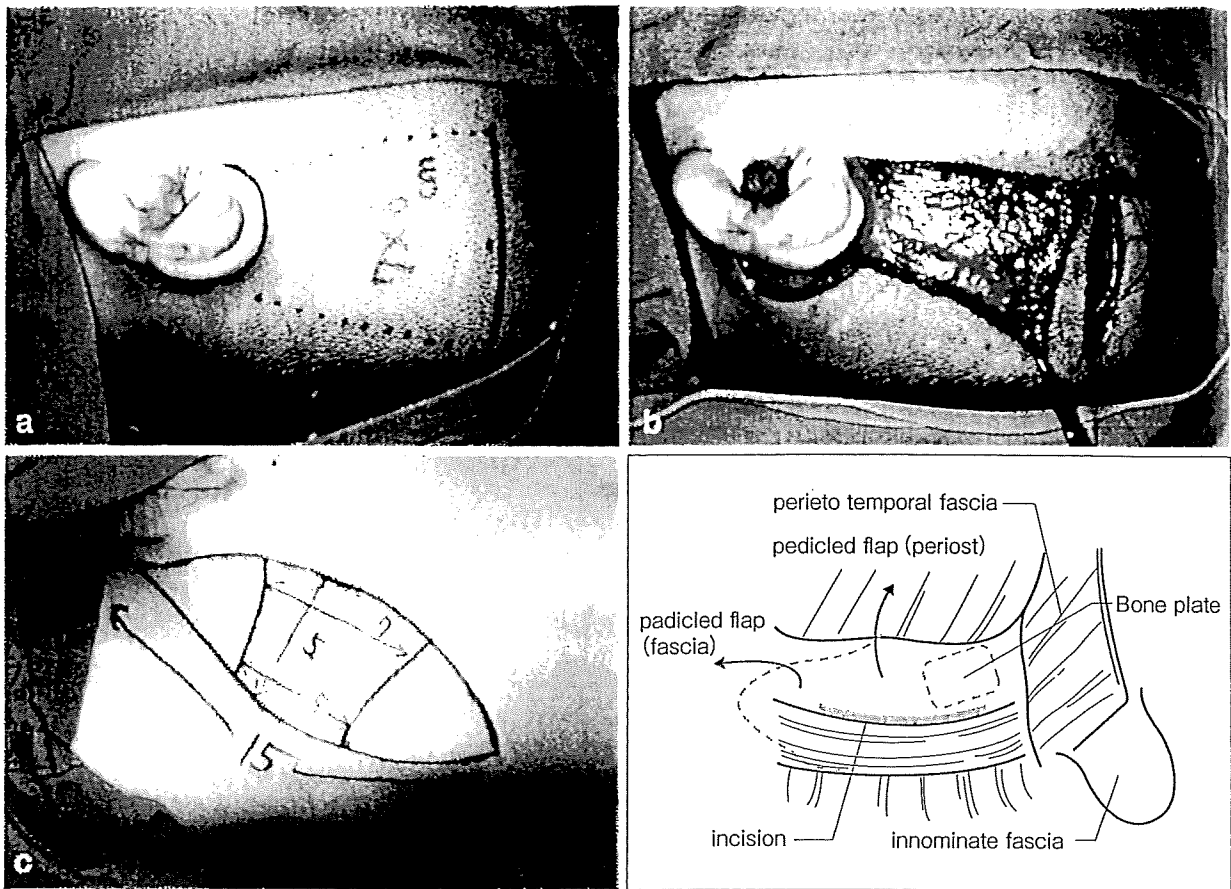 a
b
5
15
c
perieto temporal fascia
pedicled flap (periost)
Bone plate
padicled flap
(fascia)
incision
innominate fascia